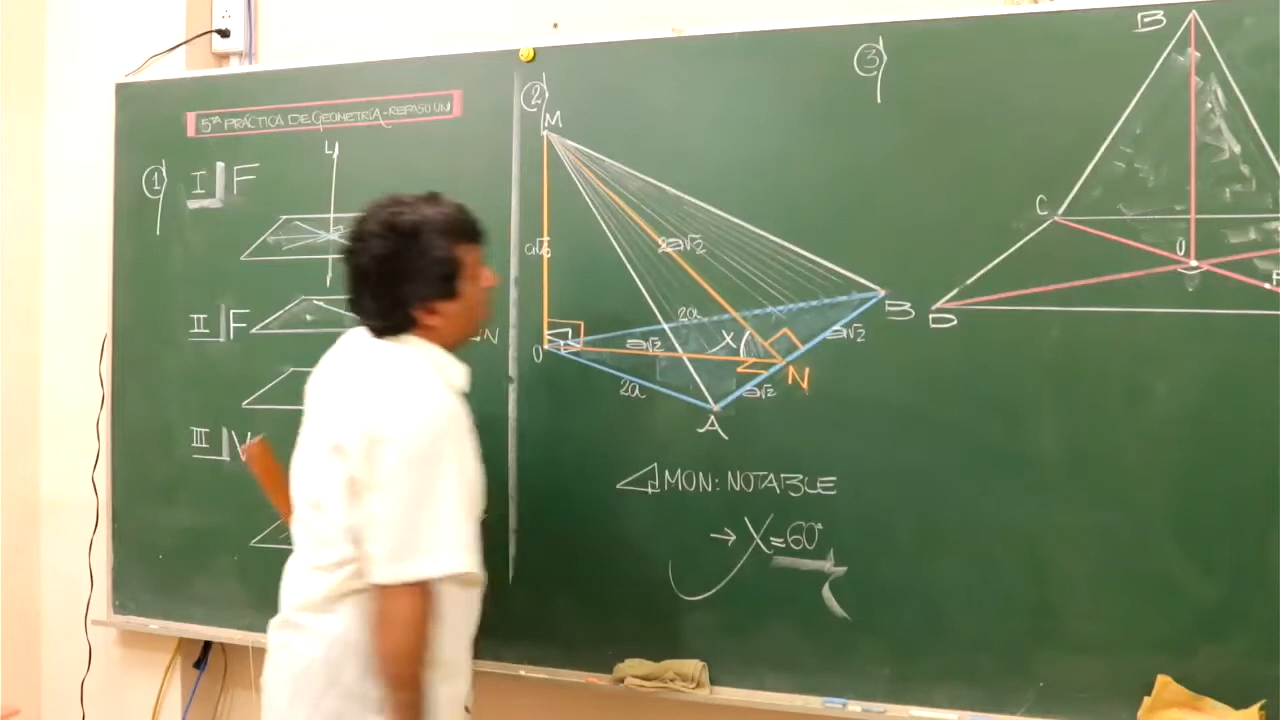 5TA PRÁCTICA DE GEOMETRÍA - REPASO UN
1
I F
L
II F
N
III V
2
M
a√6
2a√2
2a
B
O
a√2
X
a√2
N
2a
a√2
A
MON: NOTABLE
→ X = 60°
3
B
C
O
D